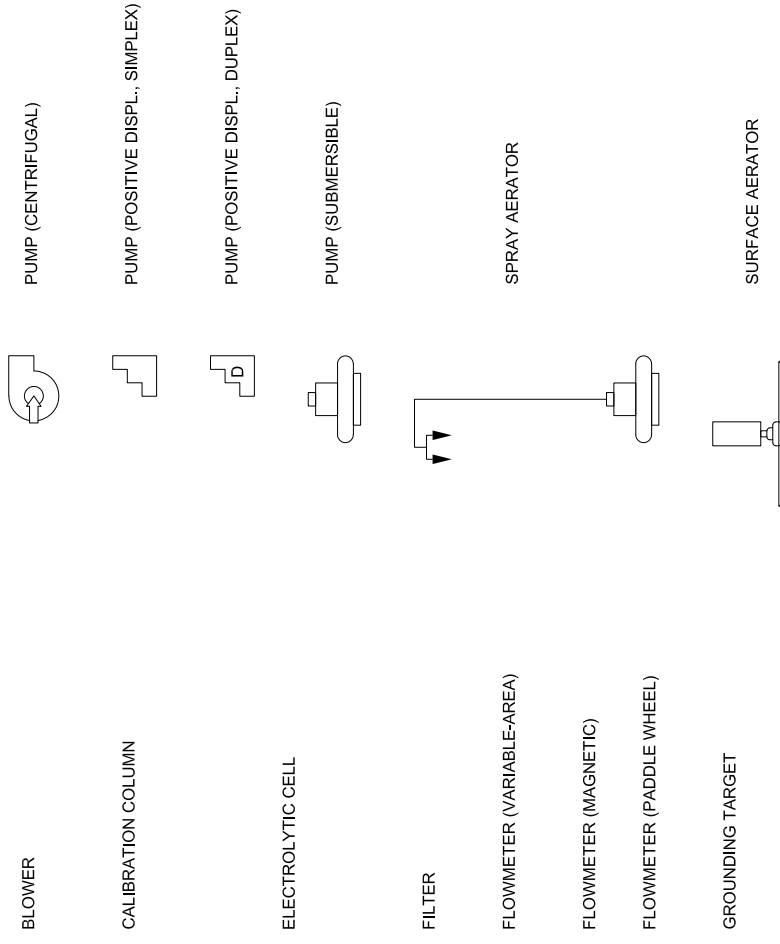 BLOWER
CALIBRATION COLUMN
ELECTROLYTIC CELL
FILTER
FLOWMETER (VARIABLE-AREA)
FLOWMETER (MAGNETIC)
FLOWMETER (PADDLE WHEEL)
GROUNDING TARGET
PUMP (CENTRIFUGAL)
PUMP (POSITIVE DISPL., SIMPLEX)
D
PUMP (POSITIVE DISPL., DUPLEX)
PUMP (SUBMERSIBLE)
SPRAY AERATOR
SURFACE AERATOR